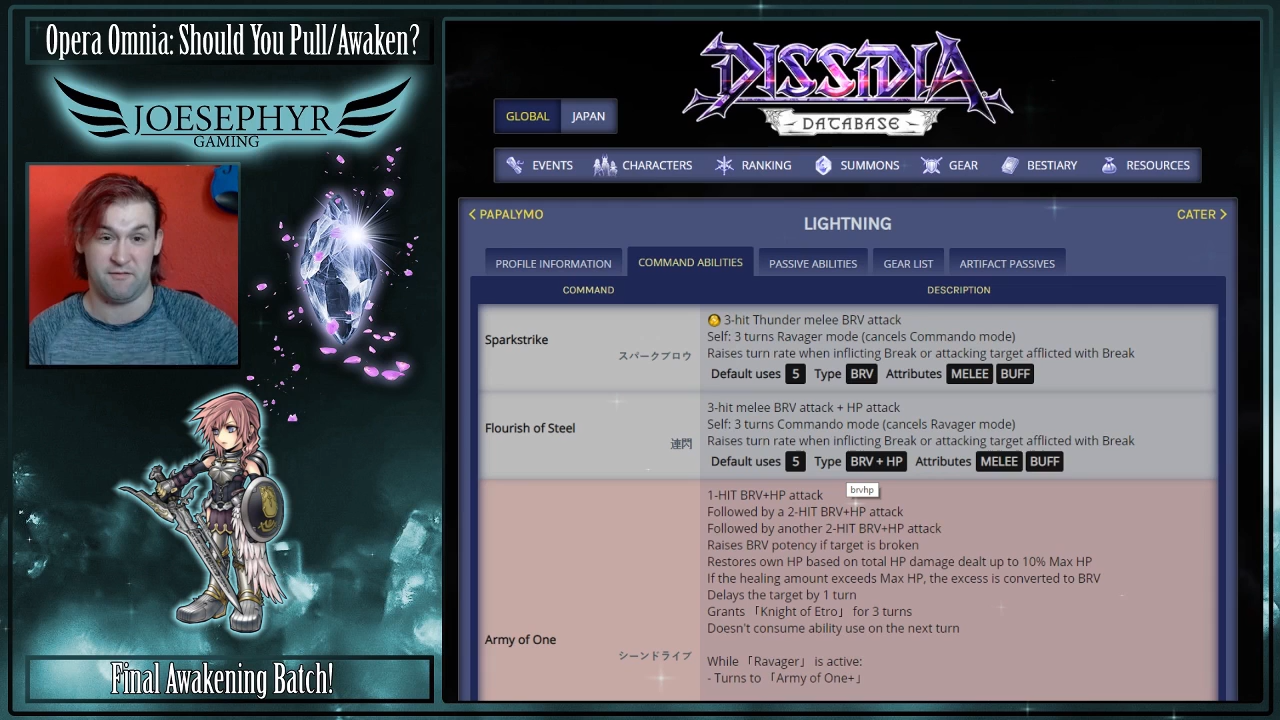 Opera Omnia: Should You Pull/Awaken?
JOESEPHYR
GAMING
Final Awakening Batch!
DISSIDIA
DATABASE
GLOBAL JAPAN
EVENTS CHARACTERS RANKING SUMMONS GEAR BESTIARY RESOURCES
< PAPALYMO LIGHTNING CATER >
PROFILE INFORMATION COMMAND ABILITIES PASSIVE ABILITIES GEAR LIST ARTIFACT PASSIVES
COMMAND DESCRIPTION
Sparkstrike
スパークブロウ
3-hit Thunder melee BRV attack
Self: 3 turns Ravager mode (cancels Commando mode)
Raises turn rate when inflicting Break or attacking target afflicted with Break
Default uses 5 Type BRV Attributes MELEE BUFF
Flourish of Steel
連閃
3-hit melee BRV attack + HP attack
Self: 3 turns Commando mode (cancels Ravager mode)
Raises turn rate when inflicting Break or attacking target afflicted with Break
Default uses 5 Type BRV + HP Attributes MELEE BUFF
brvhp
Army of One
シーンドライブ
1-HIT BRV+HP attack
Followed by a 2-HIT BRV+HP attack
Followed by another 2-HIT BRV+HP attack
Raises BRV potency if target is broken
Restores own HP based on total HP damage dealt up to 10% Max HP
If the healing amount exceeds Max HP, the excess is converted to BRV
Delays the target by 1 turn
Grants 「Knight of Etro」 for 3 turns
Doesn't consume ability use on the next turn
While 「Ravager」 is active:
- Turns to 「Army of One+」